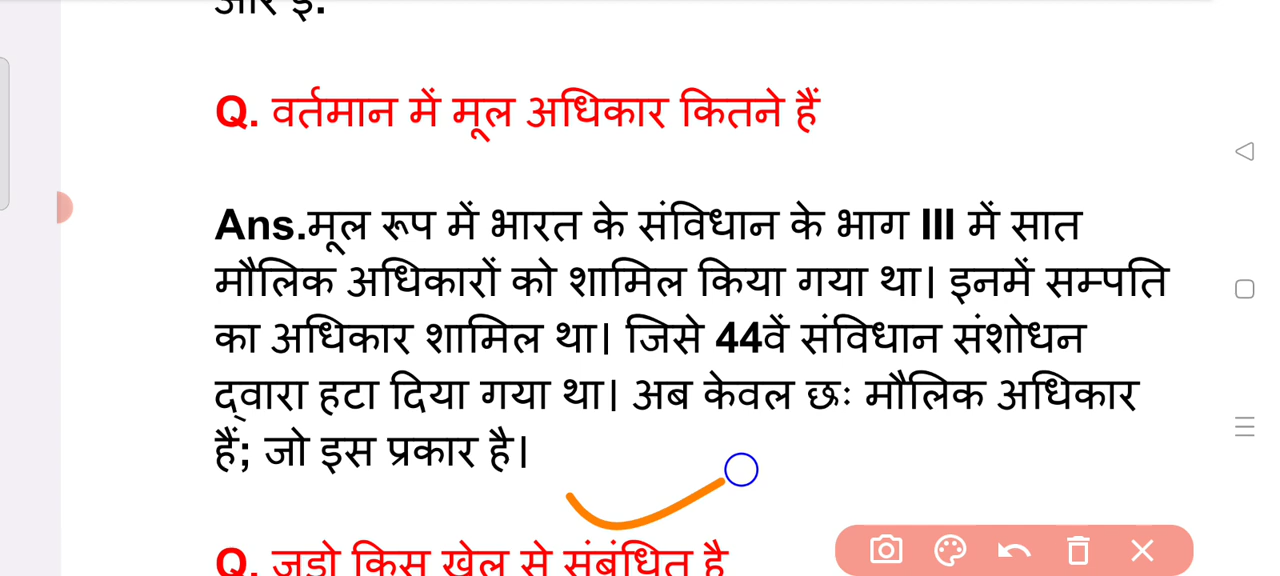 और ई.
Q. वर्तमान में मूल अधिकार कितने हैं
Ans.मूल रूप में भारत के संविधान के भाग III में सात
मौलिक अधिकारों को शामिल किया गया था। इनमें सम्पति
का अधिकार शामिल था। जिसे 44वें संविधान संशोधन
द्वारा हटा दिया गया था। अब केवल छः मौलिक अधिकार
हैं; जो इस प्रकार है।
Q. जूडो किस खेल से संबंधित है